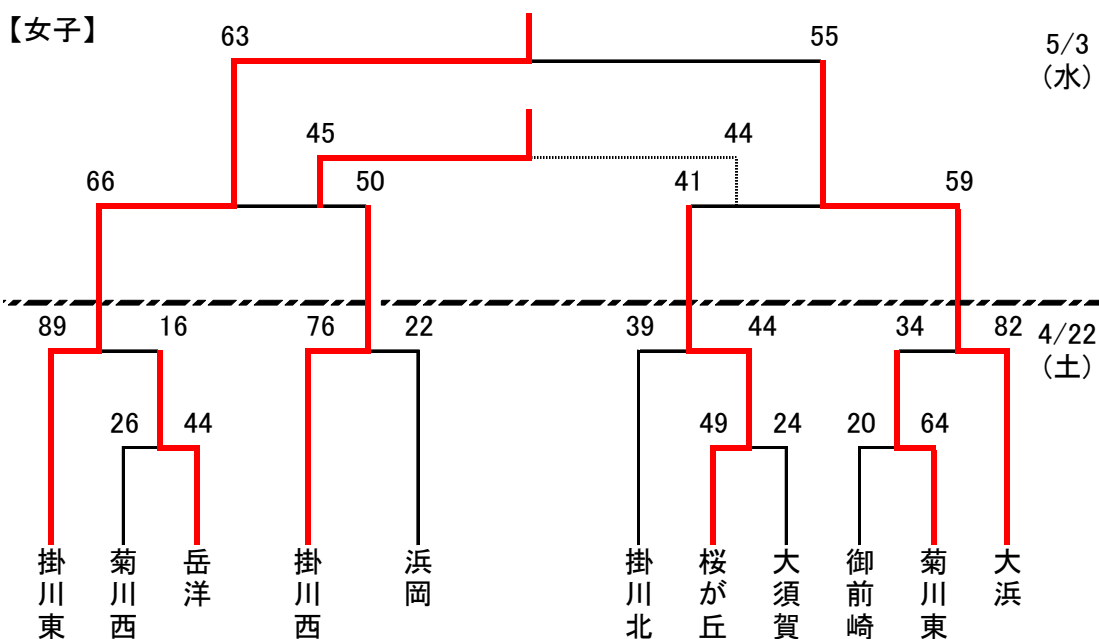 【女子】
63
55
5/3
(水)
45
44
66
50
41
59
89
16
76
22
39
44
34
82
4/22
(土)
26
44
49
24
20
64
掛川東
菊川西
岳洋
掛川西
浜岡
掛川北
桜が丘
大須賀
御前崎
菊川東
大浜